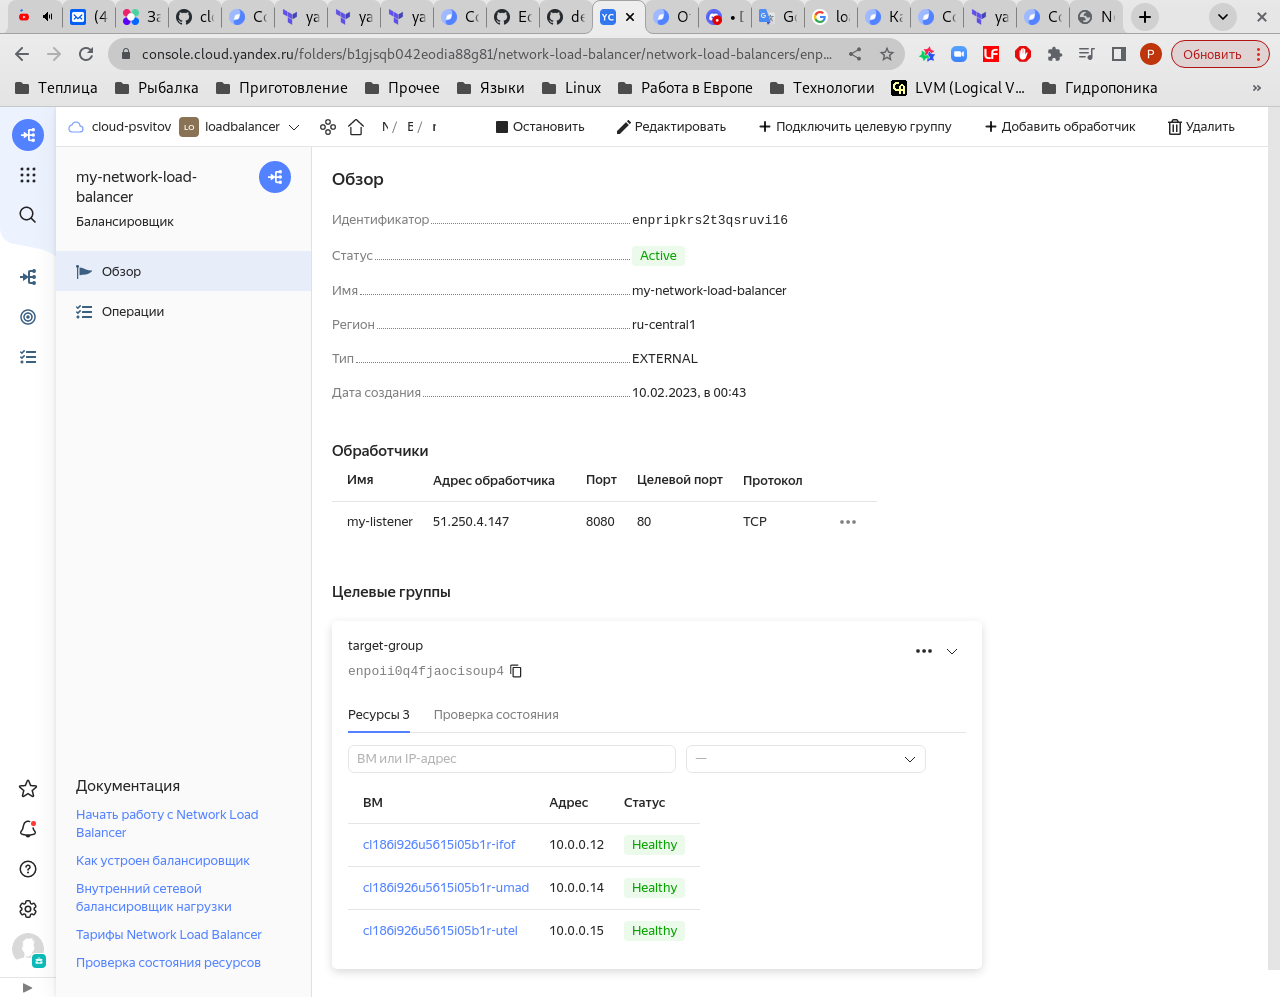 (4
За
clo
Co
ya
ya
ya
Co
Ec
de
YC
O
• [
Go
loa
Ка
Co
ya
Co
N
console.cloud.yandex.ru/folders/b1gjsqb042eodia88g81/network-load-balancer/network-load-balancers/enp...
LF
P
Обновить
Теплица
Рыбалка
Приготовление
Прочее
Языки
Linux
Работа в Европе
Технологии
LVM (Logical V...
Гидропоника
»
cloud-psvitov
LO
loadbalancer
/
/
Остановить
Редактировать
Подключить целевую группу
Добавить обработчик
Удалить
my-network-load-
balancer
Балансировщик
Обзор
Операции
Документация
Начать работу с Network Load
Balancer
Как устроен балансировщик
Внутренний сетевой
балансировщик нагрузки
Тарифы Network Load Balancer
Проверка состояния ресурсов
Обзор
Идентификатор enpripkrs2t3qsruvi16
Статус Active
Имя my-network-load-balancer
Регион ru-central1
Тип EXTERNAL
Дата создания 10.02.2023, в 00:43
Обработчики
Имя Адрес обработчика Порт Целевой порт Протокол
my-listener 51.250.4.147 8080 80 TCP
Целевые группы
target-group
enpoii0q4fjaocisoup4
Ресурсы 3 Проверка состояния
ВМ или IP-адрес —
ВМ Адрес Статус
cl186i926u5615i05b1r-ifof 10.0.0.12 Healthy
cl186i926u5615i05b1r-umad 10.0.0.14 Healthy
cl186i926u5615i05b1r-utel 10.0.0.15 Healthy